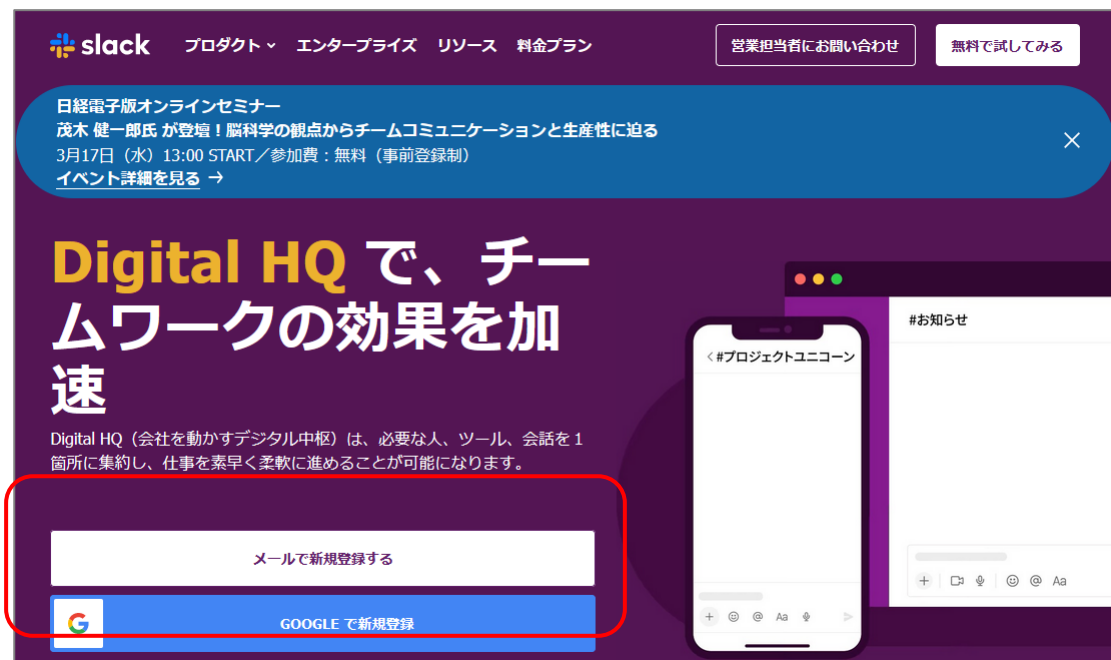 slack プロダクト エンタープライズ リソース 料金プラン 営業担当者にお問い合わせ 無料で試してみる
日経電子版オンラインセミナー
茂木 健一郎氏 が登壇！脳科学の観点からチームコミュニケーションと生産性に迫る
3月17日（水）13:00 START／参加費：無料（事前登録制）
イベント詳細を見る →
Digital HQ で、チー
ムワークの効果を加
速
Digital HQ（会社を動かすデジタル中枢）は、必要な人、ツール、会話を１
箇所に集約し、仕事を素早く柔軟に進めることが可能になります。
メールで新規登録する
G GOOGLE で新規登録
#プロジェクトユニコーン
+ @ Aa
#お知らせ
+ @ Aa